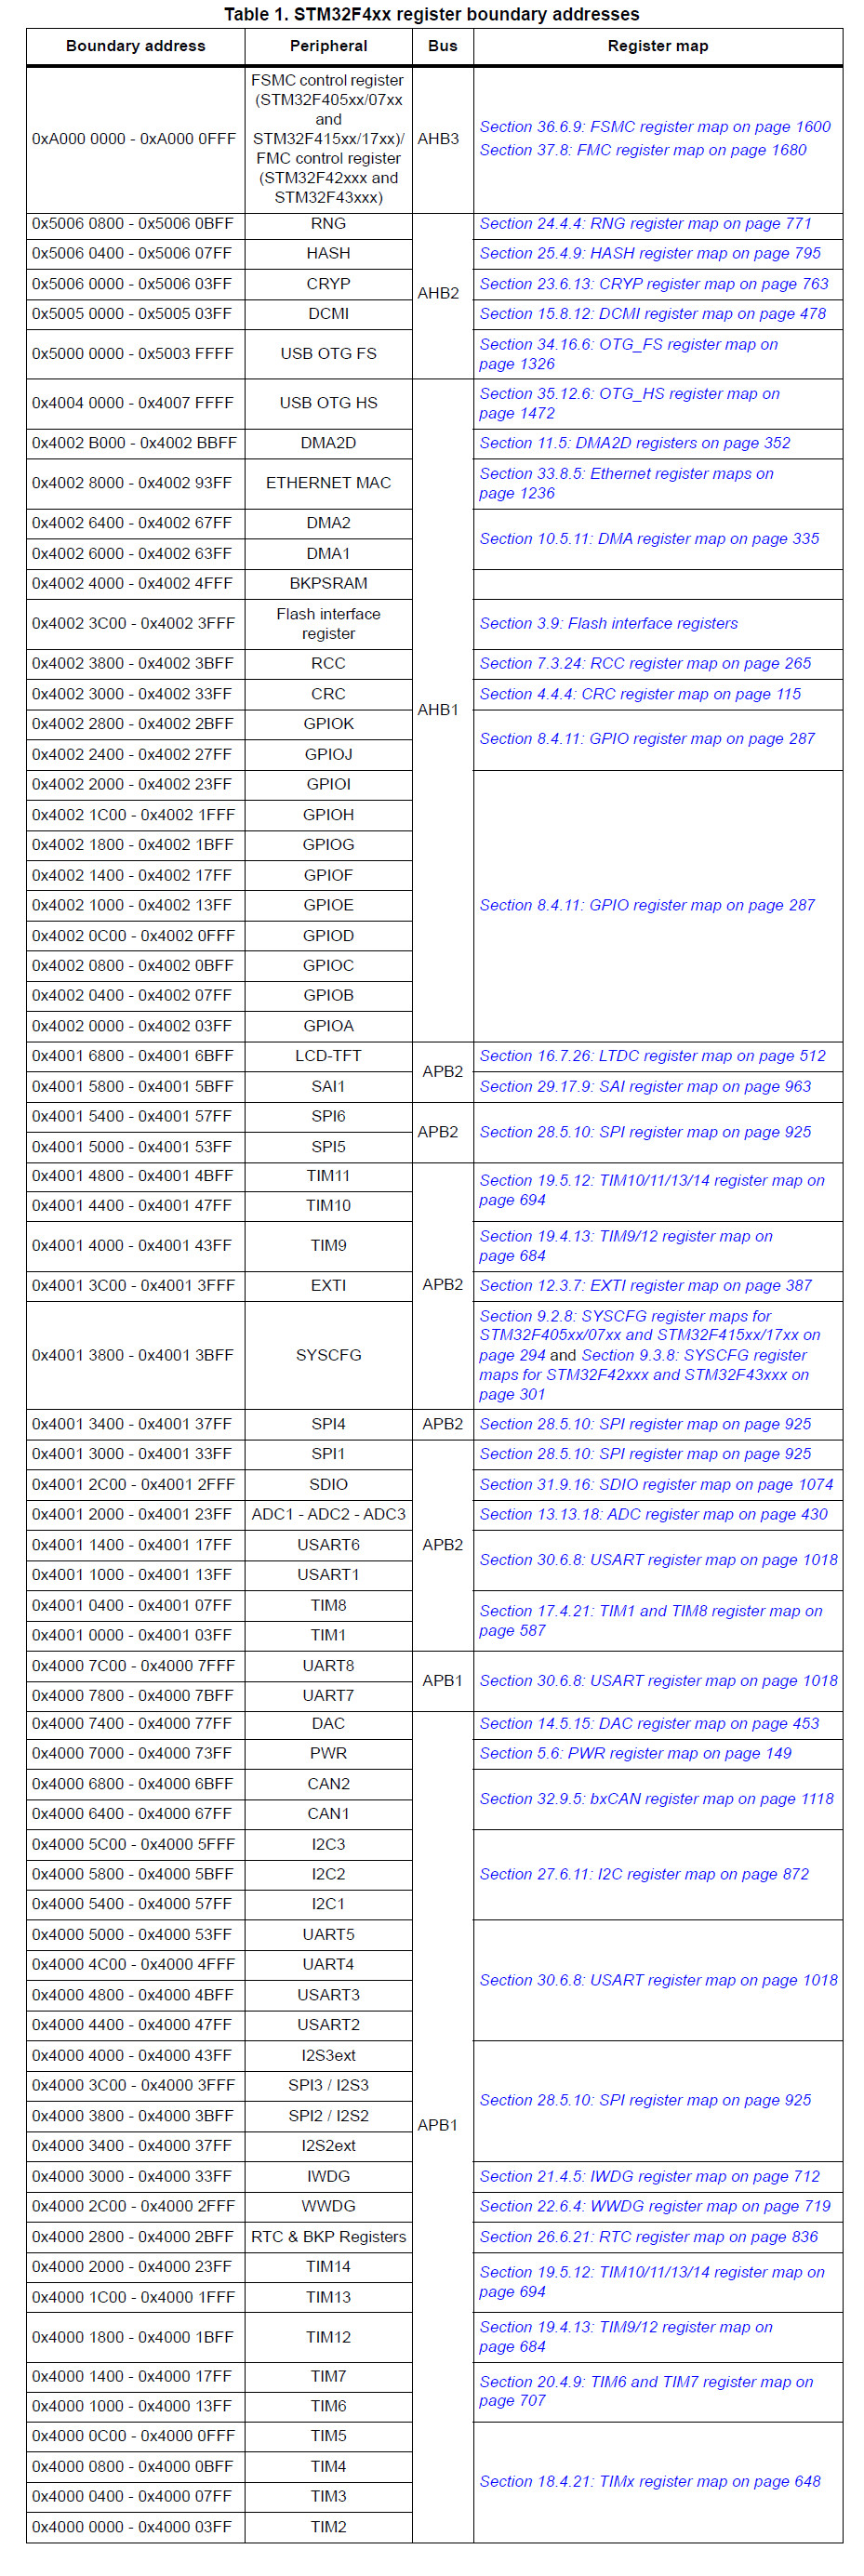 Table 1. STM32F4xx register boundary addresses
Boundary address Peripheral Bus Register map
0xA000 0000 - 0xA000 0FFF FSMC control register (STM32F405xx/07xx and STM32F415xx/17xx)/ FMC control register (STM32F42xxx and STM32F43xxx) AHB3 Section 36.6.9: FSMC register map on page 1600 Section 37.8: FMC register map on page 1680
0x5006 0800 - 0x5006 0BFF RNG AHB2 Section 24.4.4: RNG register map on page 771
0x5006 0400 - 0x5006 07FF HASH Section 25.4.9: HASH register map on page 795
0x5006 0000 - 0x5006 03FF CRYP Section 23.6.13: CRYP register map on page 763
0x5005 0000 - 0x5005 03FF DCMI Section 15.8.12: DCMI register map on page 478
0x5000 0000 - 0x5003 FFFF USB OTG FS Section 34.16.6: OTG_FS register map on page 1326
0x4004 0000 - 0x4007 FFFF USB OTG HS AHB1 Section 35.12.6: OTG_HS register map on page 1472
0x4002 B000 - 0x4002 BBFF DMA2D Section 11.5: DMA2D registers on page 352
0x4002 8000 - 0x4002 93FF ETHERNET MAC Section 33.8.5: Ethernet register maps on page 1236
0x4002 6400 - 0x4002 67FF DMA2 Section 10.5.11: DMA register map on page 335
0x4002 6000 - 0x4002 63FF DMA1
0x4002 4000 - 0x4002 4FFF BKPSRAM
0x4002 3C00 - 0x4002 3FFF Flash interface register Section 3.9: Flash interface registers
0x4002 3800 - 0x4002 3BFF RCC Section 7.3.24: RCC register map on page 265
0x4002 3000 - 0x4002 33FF CRC Section 4.4.4: CRC register map on page 115
0x4002 2800 - 0x4002 2BFF GPIOK Section 8.4.11: GPIO register map on page 287
0x4002 2400 - 0x4002 27FF GPIOJ
0x4002 2000 - 0x4002 23FF GPIOI Section 8.4.11: GPIO register map on page 287
0x4002 1C00 - 0x4002 1FFF GPIOH
0x4002 1800 - 0x4002 1BFF GPIOG
0x4002 1400 - 0x4002 17FF GPIOF
0x4002 1000 - 0x4002 13FF GPIOE
0x4002 0C00 - 0x4002 0FFF GPIOD
0x4002 0800 - 0x4002 0BFF GPIOC
0x4002 0400 - 0x4002 07FF GPIOB
0x4002 0000 - 0x4002 03FF GPIOA
0x4001 6800 - 0x4001 6BFF LCD-TFT APB2 Section 16.7.26: LTDC register map on page 512
0x4001 5800 - 0x4001 5BFF SAI1 Section 29.17.9: SAI register map on page 963
0x4001 5400 - 0x4001 57FF SPI6 APB2 Section 28.5.10: SPI register map on page 925
0x4001 5000 - 0x4001 53FF SPI5
0x4001 4800 - 0x4001 4BFF TIM11 APB2 Section 19.5.12: TIM10/11/13/14 register map on page 694
0x4001 4400 - 0x4001 47FF TIM10
0x4001 4000 - 0x4001 43FF TIM9 Section 19.4.13: TIM9/12 register map on page 684
0x4001 3C00 - 0x4001 3FFF EXTI Section 12.3.7: EXTI register map on page 387
0x4001 3800 - 0x4001 3BFF SYSCFG Section 9.2.8: SYSCFG register maps for STM32F405xx/07xx and STM32F415xx/17xx on page 294 and Section 9.3.8: SYSCFG register maps for STM32F42xxx and STM32F43xxx on page 301
0x4001 3400 - 0x4001 37FF SPI4 APB2 Section 28.5.10: SPI register map on page 925
0x4001 3000 - 0x4001 33FF SPI1 APB2 Section 28.5.10: SPI register map on page 925
0x4001 2C00 - 0x4001 2FFF SDIO Section 31.9.16: SDIO register map on page 1074
0x4001 2000 - 0x4001 23FF ADC1 - ADC2 - ADC3 Section 13.13.18: ADC register map on page 430
0x4001 1400 - 0x4001 17FF USART6 Section 30.6.8: USART register map on page 1018
0x4001 1000 - 0x4001 13FF USART1
0x4001 0400 - 0x4001 07FF TIM8 Section 17.4.21: TIM1 and TIM8 register map on page 587
0x4001 0000 - 0x4001 03FF TIM1
0x4000 7C00 - 0x4000 7FFF UART8 APB1 Section 30.6.8: USART register map on page 1018
0x4000 7800 - 0x4000 7BFF UART7
0x4000 7400 - 0x4000 77FF DAC APB1 Section 14.5.15: DAC register map on page 453
0x4000 7000 - 0x4000 73FF PWR Section 5.6: PWR register map on page 149
0x4000 6800 - 0x4000 6BFF CAN2 Section 32.9.5: bxCAN register map on page 1118
0x4000 6400 - 0x4000 67FF CAN1
0x4000 5C00 - 0x4000 5FFF I2C3 Section 27.6.11: I2C register map on page 872
0x4000 5800 - 0x4000 5BFF I2C2
0x4000 5400 - 0x4000 57FF I2C1
0x4000 5000 - 0x4000 53FF UART5 Section 30.6.8: USART register map on page 1018
0x4000 4C00 - 0x4000 4FFF UART4
0x4000 4800 - 0x4000 4BFF USART3
0x4000 4400 - 0x4000 47FF USART2
0x4000 4000 - 0x4000 43FF I2S3ext Section 28.5.10: SPI register map on page 925
0x4000 3C00 - 0x4000 3FFF SPI3 / I2S3
0x4000 3800 - 0x4000 3BFF SPI2 / I2S2
0x4000 3400 - 0x4000 37FF I2S2ext
0x4000 3000 - 0x4000 33FF IWDG Section 21.4.5: IWDG register map on page 712
0x4000 2C00 - 0x4000 2FFF WWDG Section 22.6.4: WWDG register map on page 719
0x4000 2800 - 0x4000 2BFF RTC & BKP Registers Section 26.6.21: RTC register map on page 836
0x4000 2000 - 0x4000 23FF TIM14 Section 19.5.12: TIM10/11/13/14 register map on page 694
0x4000 1C00 - 0x4000 1FFF TIM13
0x4000 1800 - 0x4000 1BFF TIM12 Section 19.4.13: TIM9/12 register map on page 684
0x4000 1400 - 0x4000 17FF TIM7 Section 20.4.9: TIM6 and TIM7 register map on page 707
0x4000 1000 - 0x4000 13FF TIM6
0x4000 0C00 - 0x4000 0FFF TIM5 Section 18.4.21: TIMx register map on page 648
0x4000 0800 - 0x4000 0BFF TIM4
0x4000 0400 - 0x4000 07FF TIM3
0x4000 0000 - 0x4000 03FF TIM2